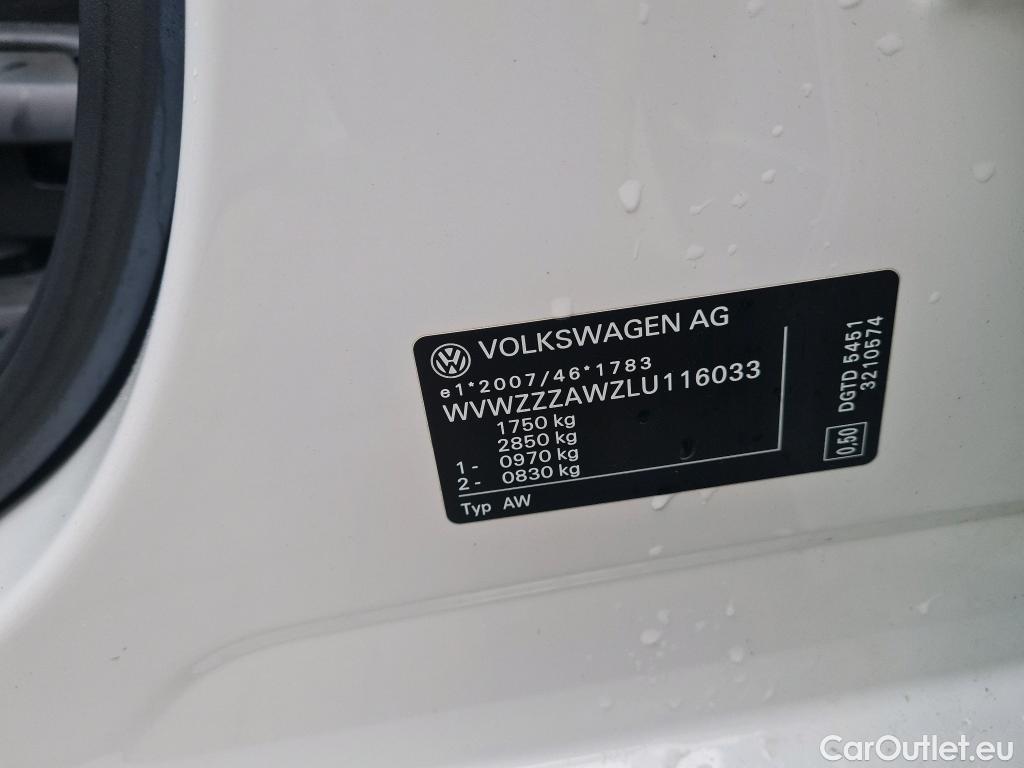 VOLKSWAGEN AG
e1*2007/46*1783
WVWZZZAWZLU116033
1750 kg
2850 kg
1- 0970 kg
2- 0830 kg
Typ AW
0,50 DGTD 5451
3210574
CarOutlet.eu